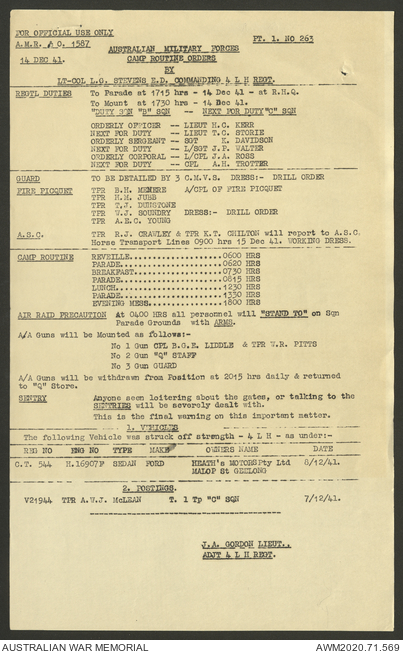 FOR OFFICIAL USE ONLY
A.M.R. & O. 1587 PT. 1. NO 263
AUSTRALIAN MILITARY FORCES
14 DEC 41. CAMP ROUTINE ORDERS
BY
LT-COL L.G. STEVENS E.D. COMMANDING 4 L H REGT.
REGTL DUTIES To Parade at 1715 hrs - 14 Dec 41 - at R.H.Q.
To Mount at 1730 hrs - 14 Dec 41.
"DUTY SQN "B" SQN -- NEXT FOR DUTY "C" SQN
ORDERLY OFFICER -- LIEUT H.C. KERR
NEXT FOR DUTY -- LIEUT T.C. STORIE
ORDERLY SERGEANT -- SGT K. DAVIDSON
NEXT FOR DUTY -- L/SGT J.F. WALTER
ORDERLY CORPORAL -- L/CPL J.A. ROSS
NEXT FOR DUTY -- CPL A.H. TROTTER
GUARD TO BE DETAILED BY 3 C.M.V.S. DRESS:- DRILL ORDER
FIRE PICQUET TPR B.H. MENERE A/CPL OF FIRE PICQUET
TPR H.M. JUBB
TPR T.J. DUNSTONE
TPR W.J. SOUNDRY DRESS:- DRILL ORDER
TPR A.E.C. YOUNG
A.S.C. TPR R.J. CRAWLEY & TPR K.T. CHILTON will report to A.S.C.
Horse Transport Lines 0900 hrs 15 Dec 41. WORKING DRESS.
CAMP ROUTINE REVEILLE......................0600 HRS
PARADE........................0620 HRS
BREAKFAST.....................0730 HRS
PARADE........................0815 HRS
LUNCH.........................1230 HRS
PARADE........................1330 HRS
EVENING MESS..................1800 HRS
AIR RAID PRECAUTION At 0400 HRS all personnel will "STAND TO" on Sqn
Parade Grounds with ARMS.
A/A Guns will be Mounted as follows:-
No 1 Gun CPL B.G.E. LIDDLE & TPR W.R. PITTS
No 2 Gun "Q" STAFF
No 3 Gun GUARD
A/A Guns will be withdrawn from Position at 2015 hrs daily & returned
to "Q" Store.
SENTRY Anyone seem loitering about the gates, or talking to the
SENTRIES will be severely dealt with.
This is the final warning on this important matter.
1. VEHICLES
The following Vehicle was struck off strength - 4 L H - as under:-
REG NO ENG NO TYPE MAKE OWNERS NAME DATE
C.T. 544 H.16907F SEDAN FORD HEATH's MOTORS Pty Ltd 8/12/41.
MALOP St GEELONG
2. POSTINGS.
V21944 TPR A.W.J. McLEAN T. 1 Tp "C" SQN 7/12/41.
J.A. GORDON LIEUT..
ADJT 4 L H REGT.
AUSTRALIAN WAR MEMORIAL AWM2020.71.569